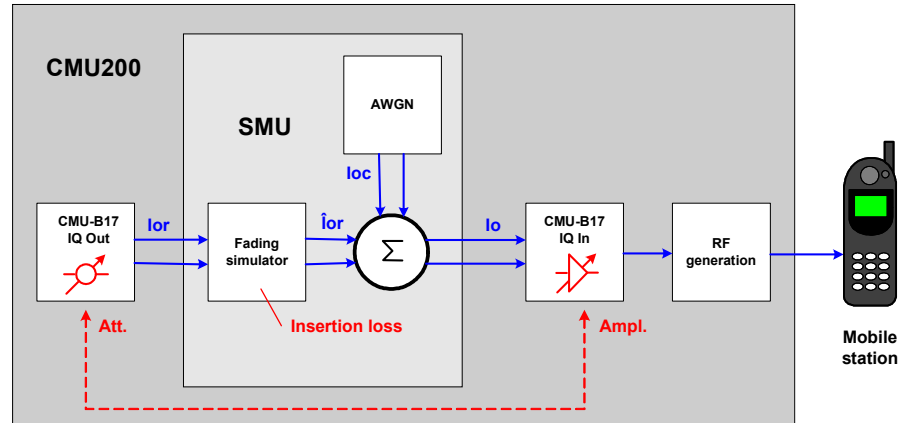 CMU200
SMU
AWGN
Ioc
CMU-B17
IQ Out
Ior
Fading
simulator
Îor
Σ
Io
CMU-B17
IQ In
RF
generation
Att.
Insertion loss
Ampl.
Mobile
station